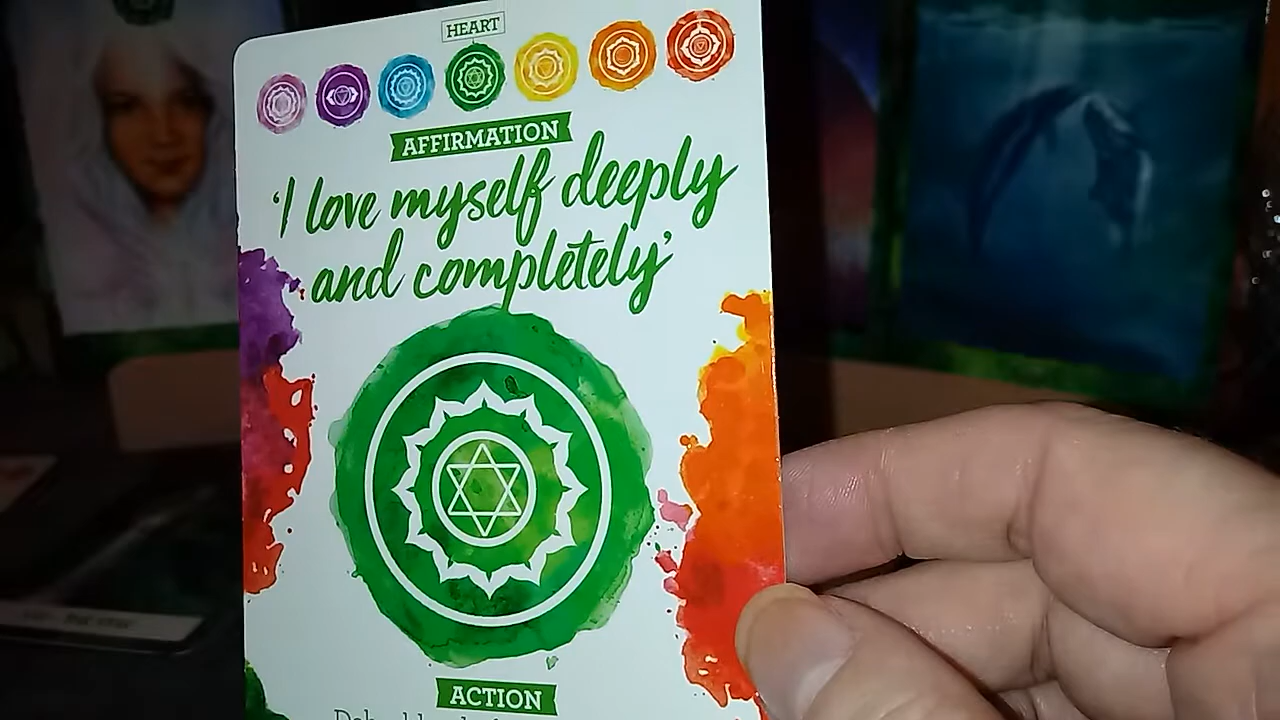 HEART
AFFIRMATION
'I love myself deeply
and completely'
ACTION